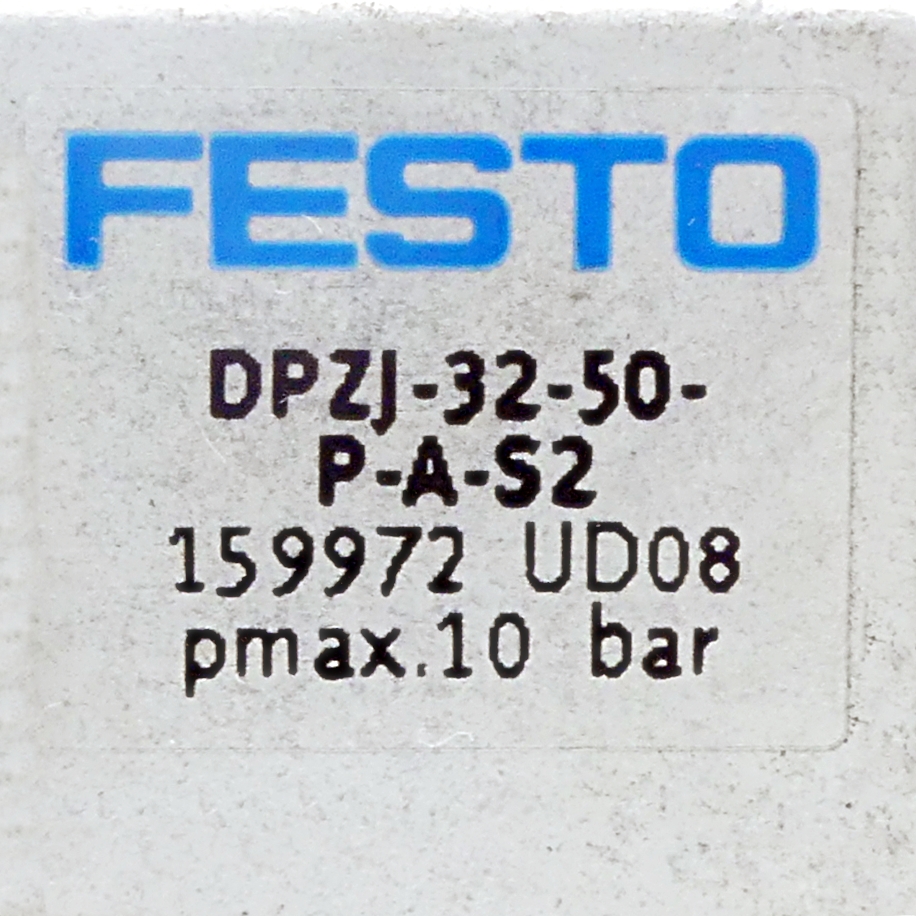 FESTO
DPZJ-32-50-
P-A-S2
159972 UD08
pmax.10 bar